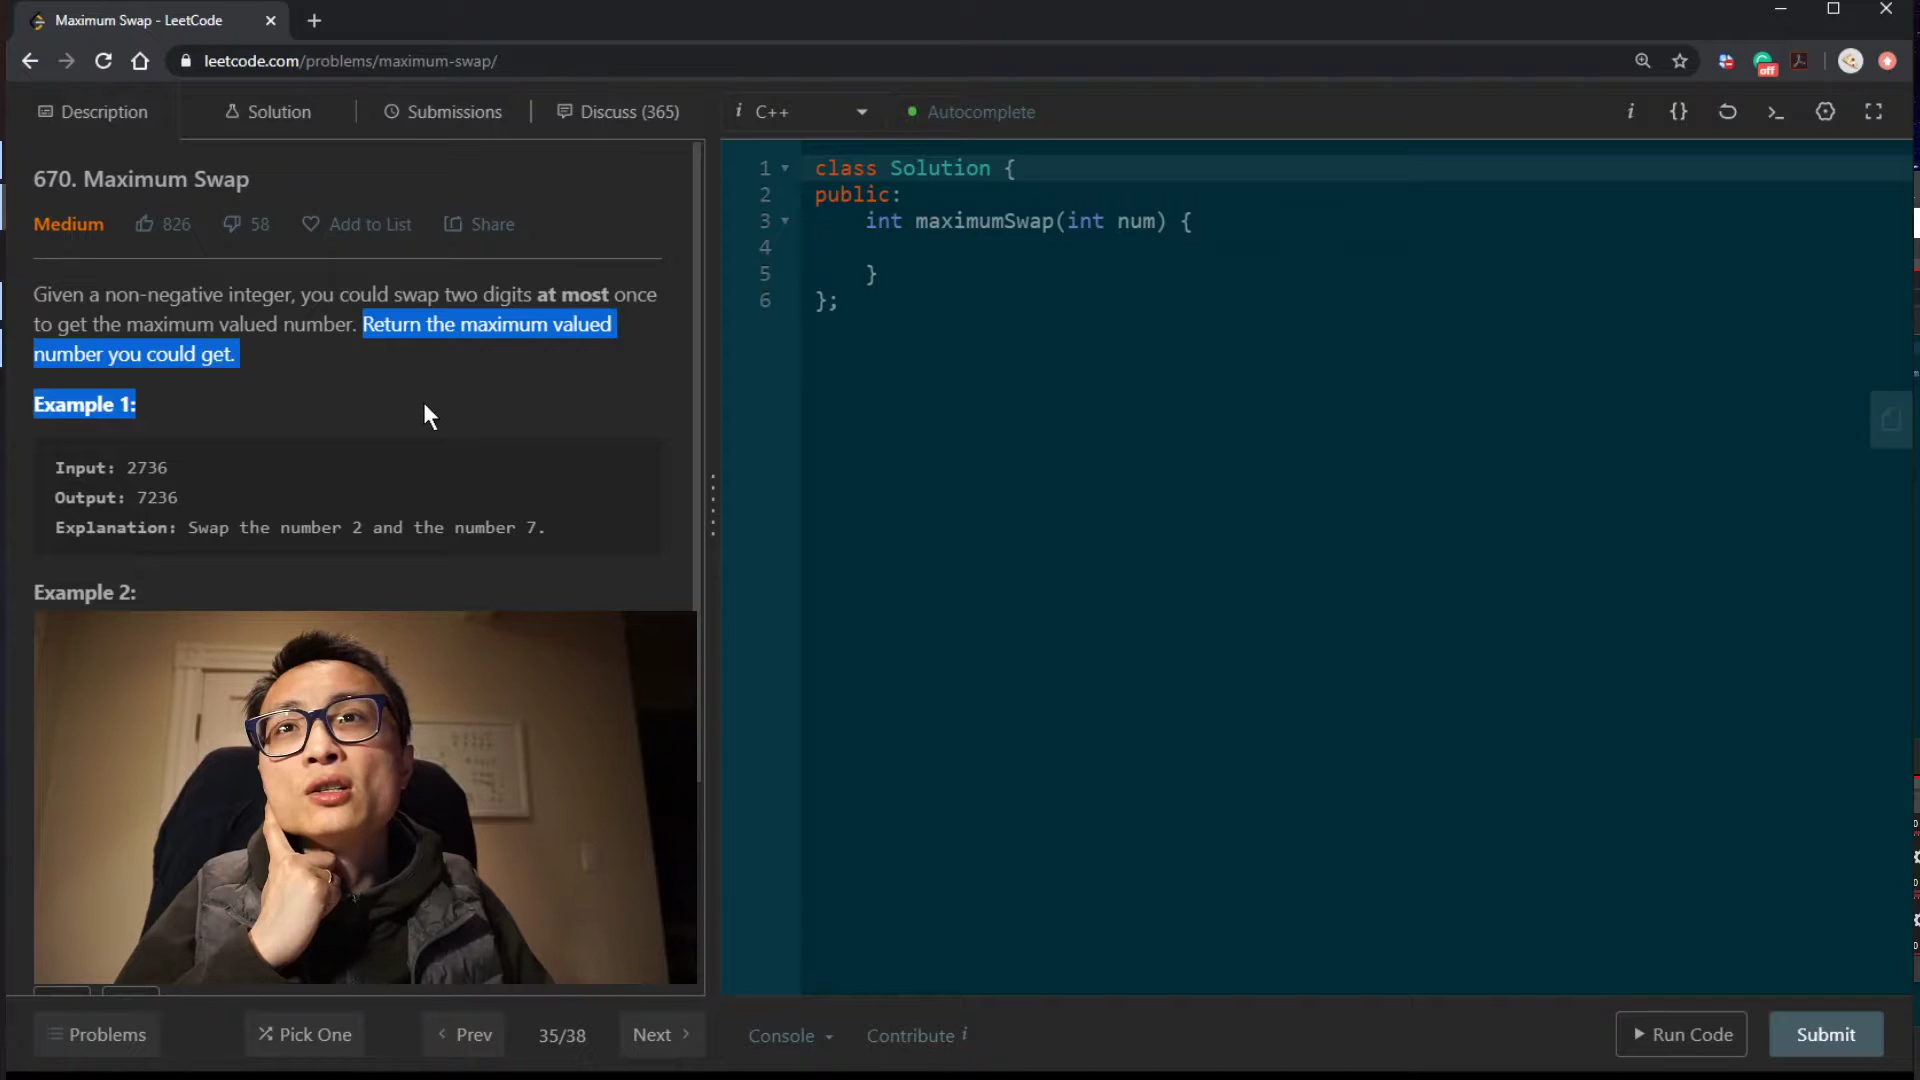 Maximum Swap - LeetCode
leetcode.com/problems/maximum-swap/
off
Description
Solution
Submissions
Discuss (365)
i C++
Autocomplete
i {}
670. Maximum Swap
Medium 826 58 Add to List Share
Given a non-negative integer, you could swap two digits at most once
to get the maximum valued number. Return the maximum valued
number you could get.
Example 1:
Input: 2736
Output: 7236
Explanation: Swap the number 2 and the number 7.
Example 2:
1 class Solution {
2 public:
3 int maximumSwap(int num) {
4
5 }
6 };
Problems
Pick One
Prev
35/38
Next
Console
Contribute i
Run Code
Submit